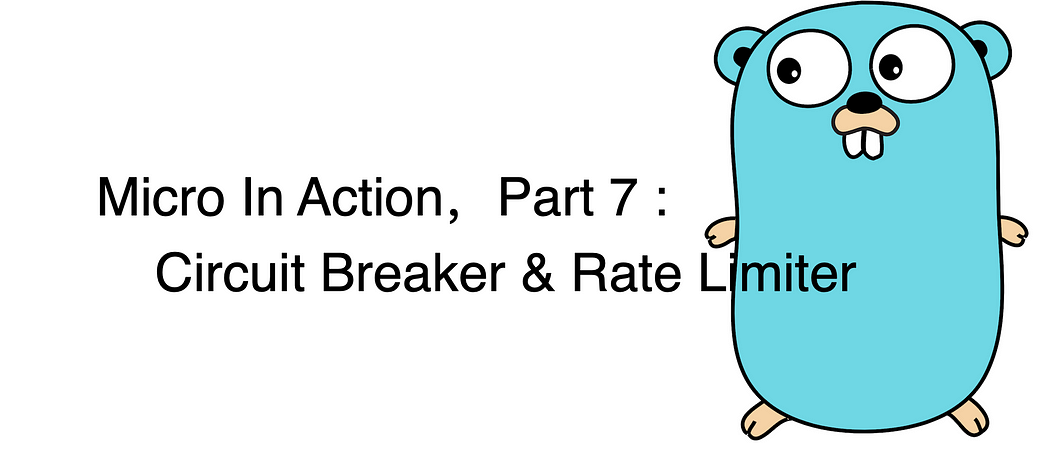 Micro In Action，Part 7 :
Circuit Breaker & Rate Limiter